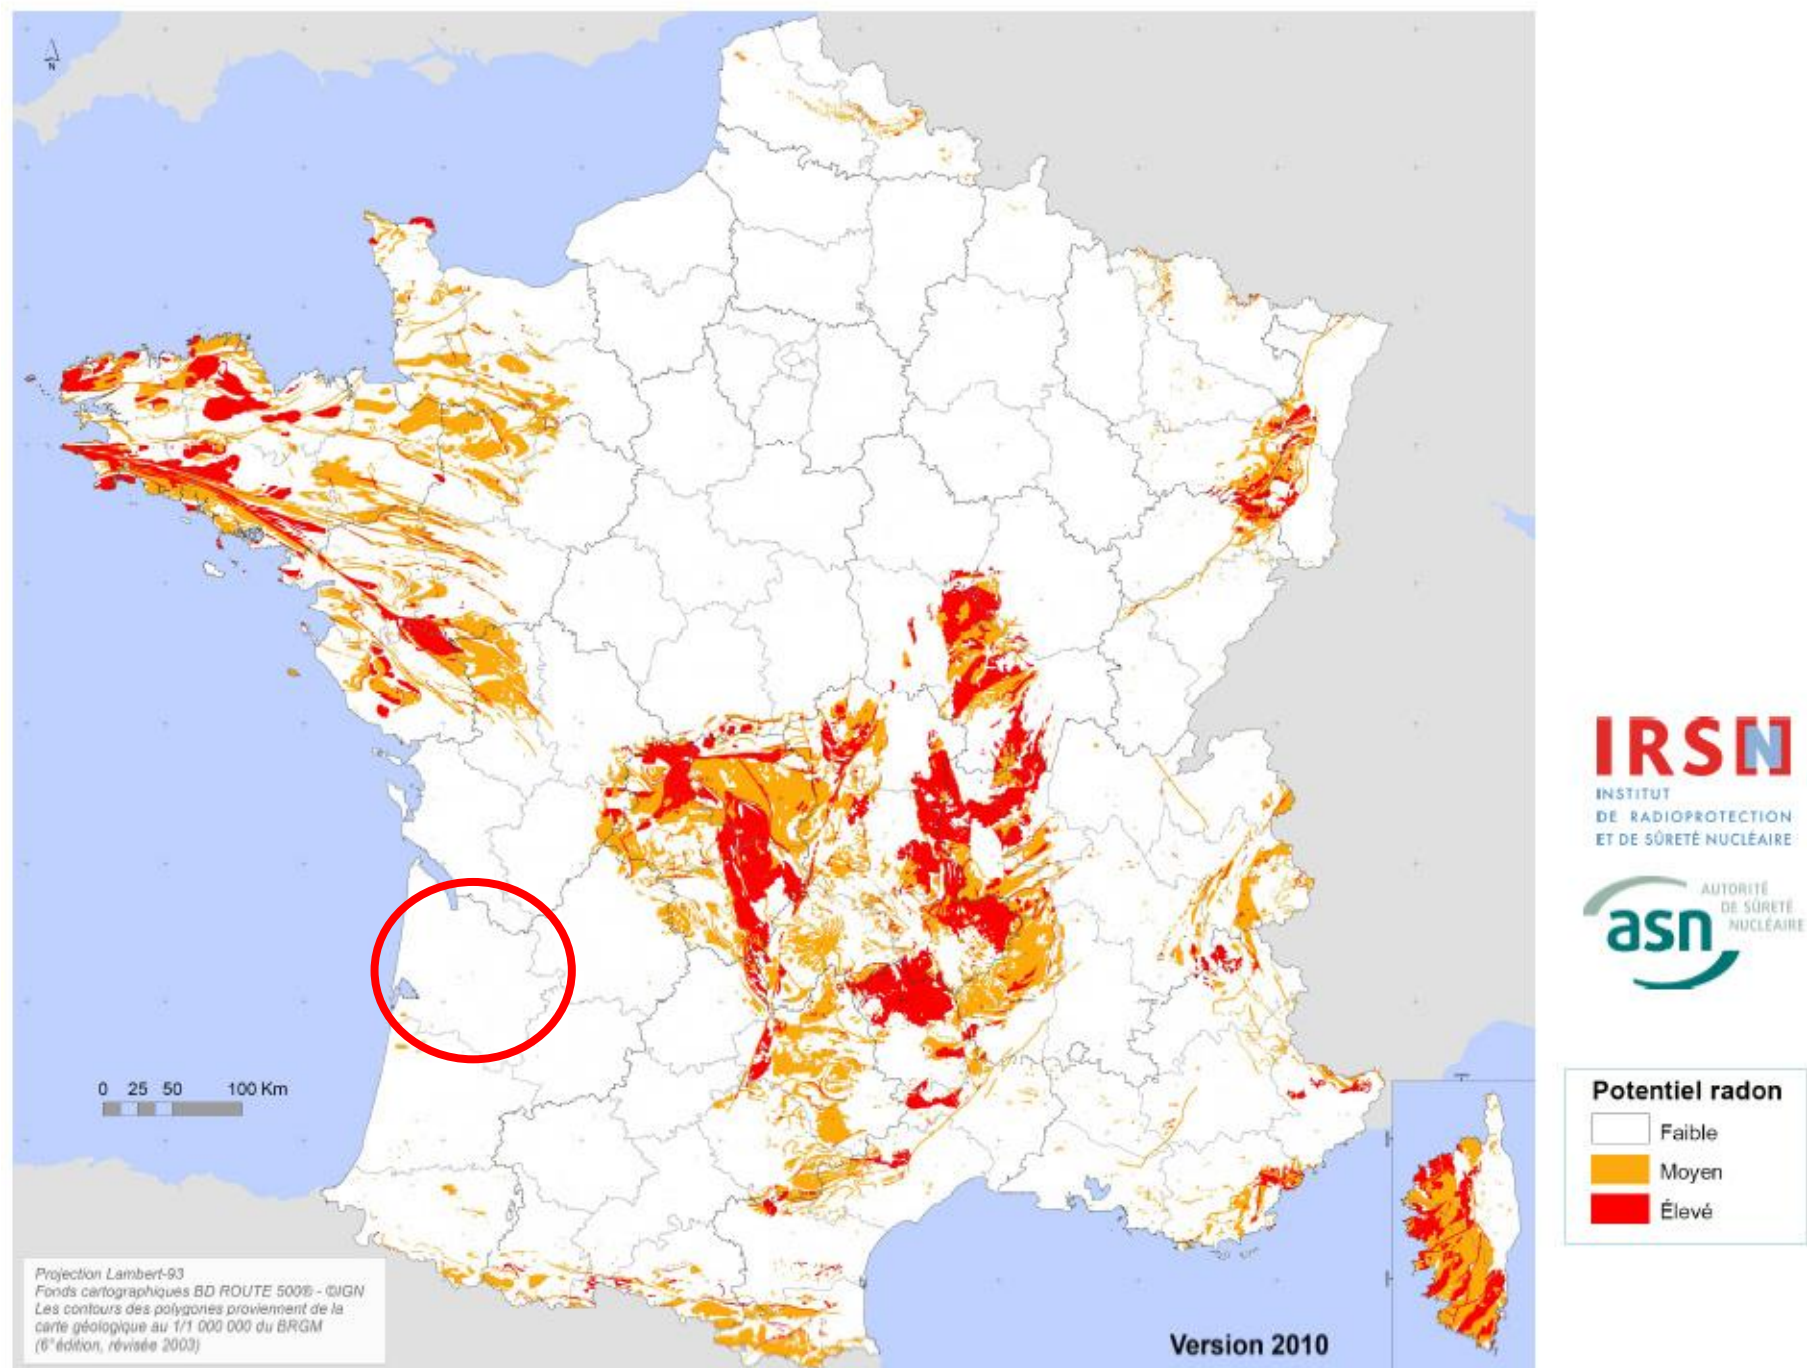 N
0 25 50 100 Km
Projection Lambert-93
Fonds cartographiques BD ROUTE 500® - ©IGN
Les contours des polygones proviennent de la
carte géologique au 1/1 000 000 du BRGM
(6° édition, révisée 2003)
Version 2010
IRSN
INSTITUT
DE RADIOPROTECTION
ET DE SÛRETÉ NUCLÉAIRE
AUTORITÉ
DE SÛRETÉ
NUCLÉAIRE
asn
Potentiel radon
Faible
Moyen
Élevé